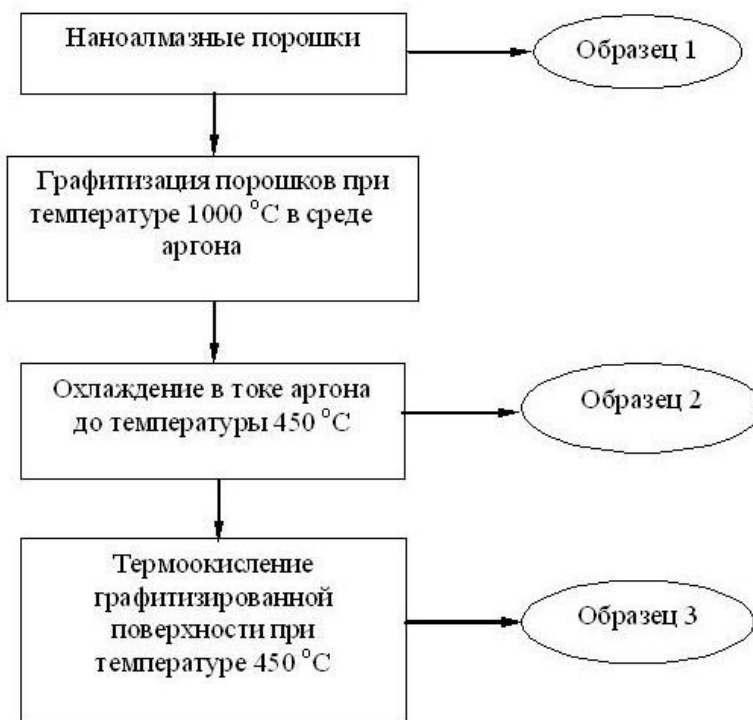 Наноалмазные порошки
Образец 1
Графитизация порошков при
температуре 1000 °C в среде
аргона
Охлаждение в токе аргона
до температуры 450 °C
Образец 2
Термоокисление
графитизированной
поверхности при
температуре 450 °C
Образец 3